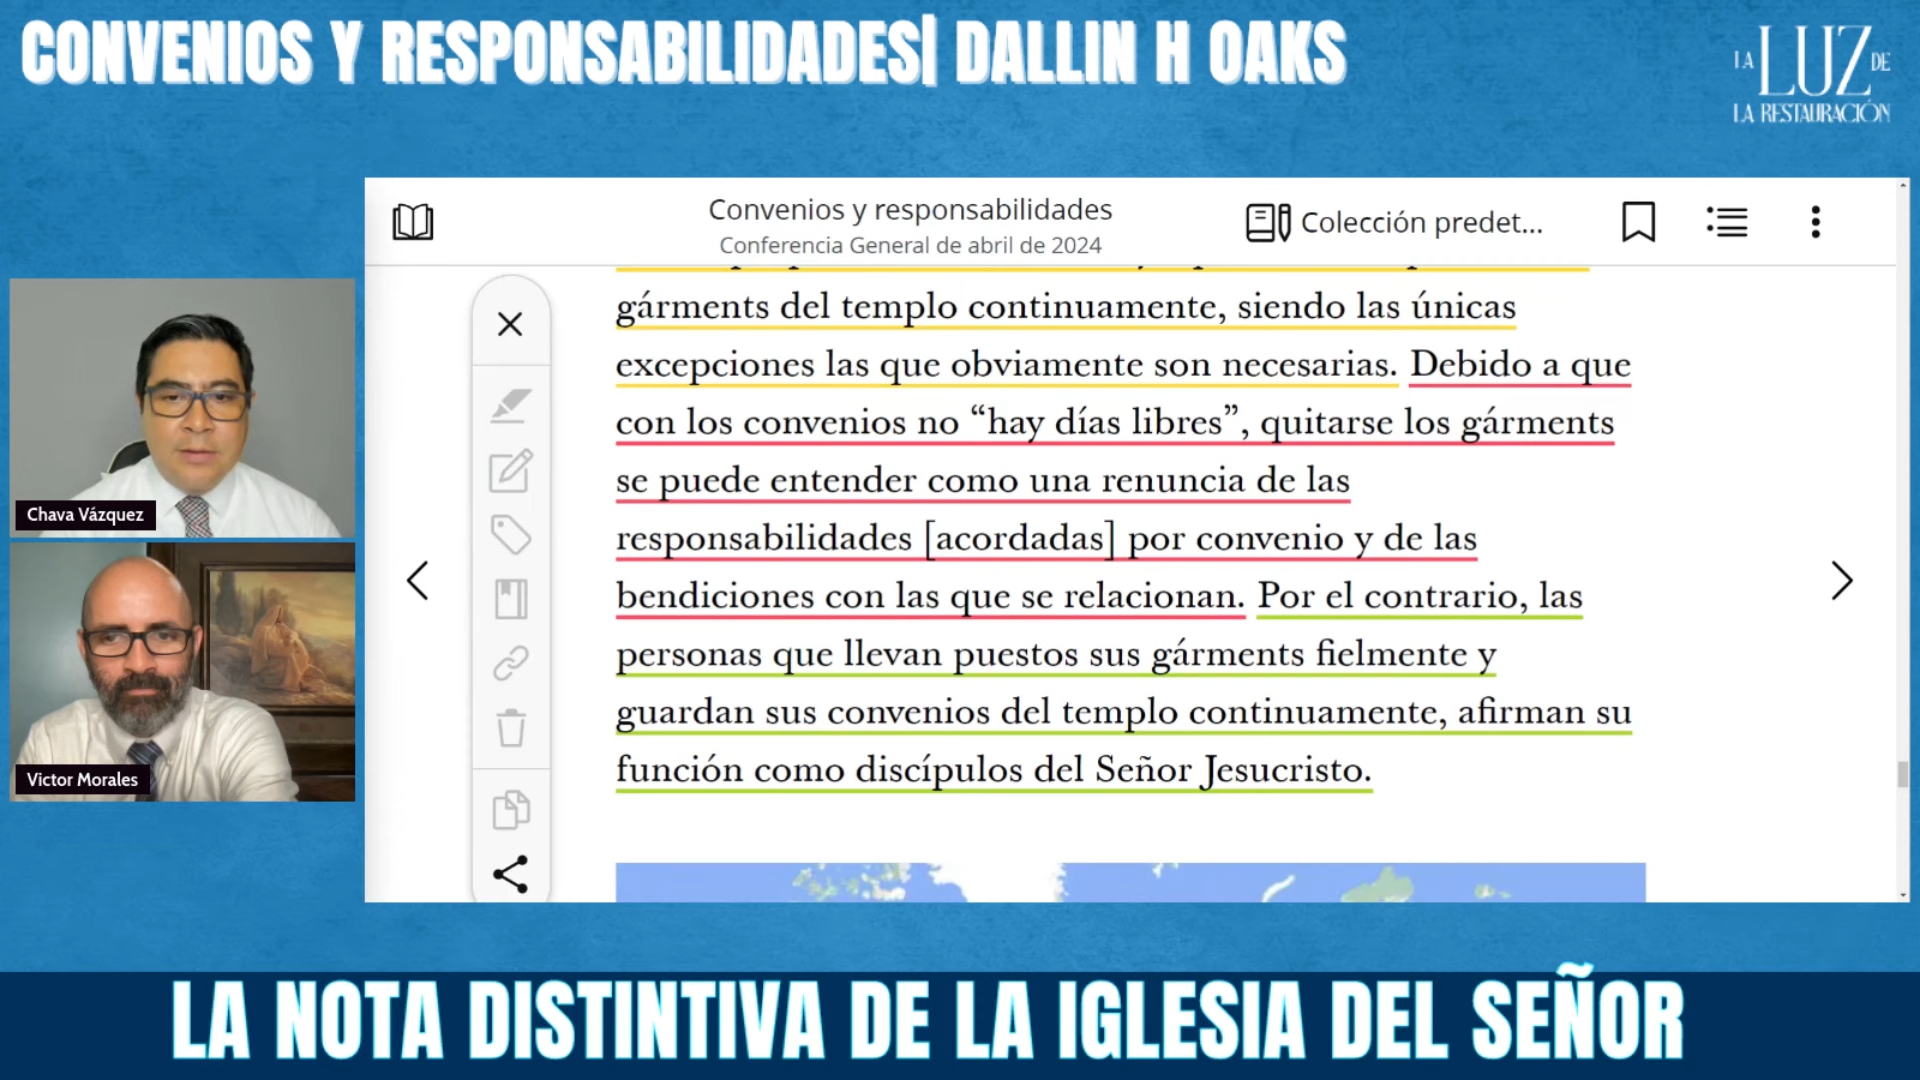 CONVENIOS Y RESPONSABILIDADES| DALLIN H OAKS
LA LUZ DE
LA RESTAURACIÓN
Convenios y responsabilidades
Conferencia General de abril de 2024
Colección predet...
gárments del templo continuamente, siendo las únicas
excepciones las que obviamente son necesarias. Debido a que
con los convenios no “hay días libres”, quitarse los gárments
se puede entender como una renuncia de las
responsabilidades [acordadas] por convenio y de las
bendiciones con las que se relacionan. Por el contrario, las
personas que llevan puestos sus gárments fielmente y
guardan sus convenios del templo continuamente, afirman su
función como discípulos del Señor Jesucristo.
Chava Vázquez
Victor Morales
LA NOTA DISTINTIVA DE LA IGLESIA DEL SEÑOR